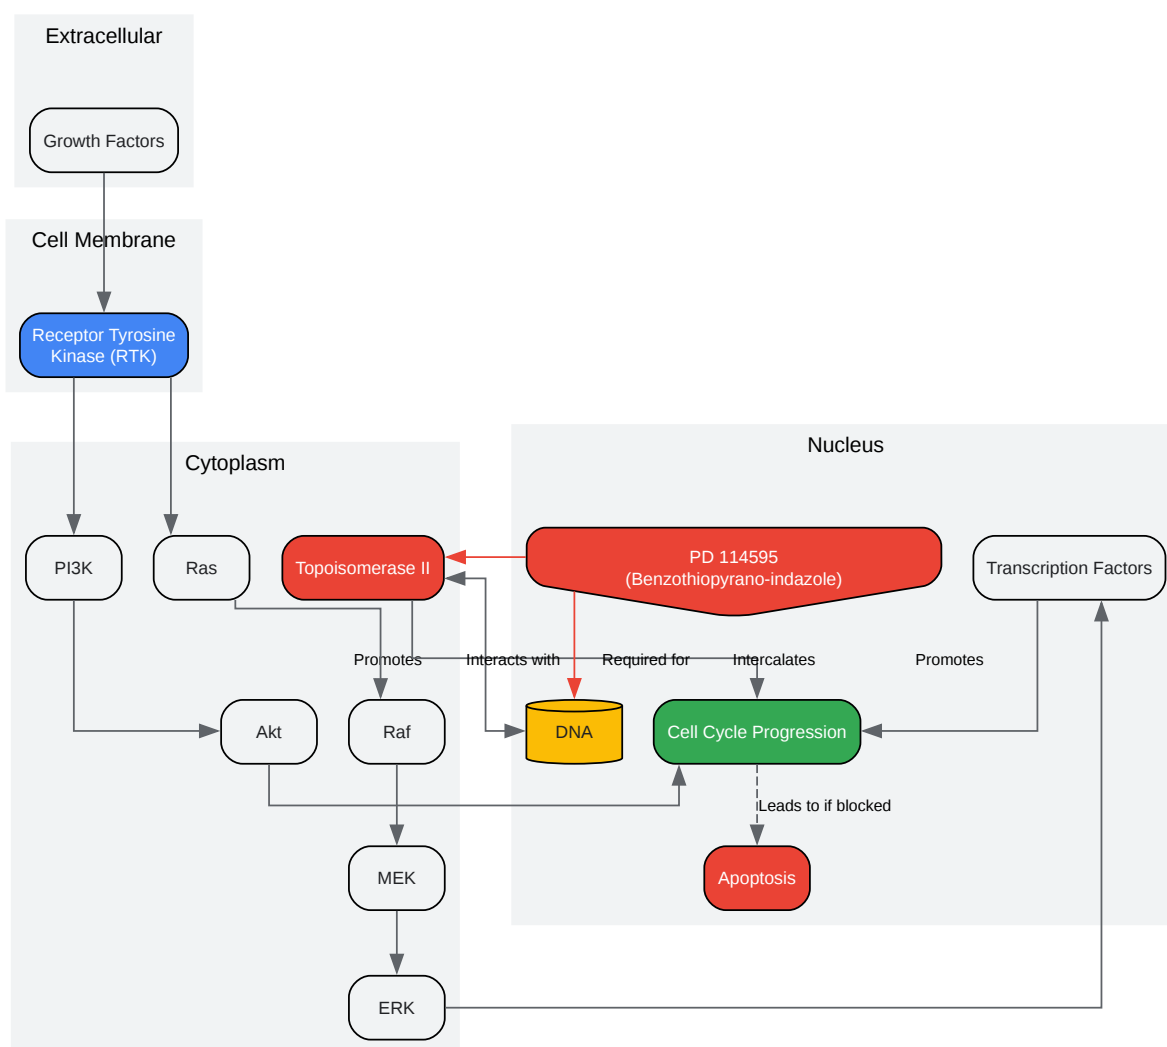 Extracellular
Growth Factors
Cell Membrane
Receptor Tyrosine
Kinase (RTK)
Cytoplasm
Nucleus
PI3K
Ras
Topoisomerase II
PD 114595
(Benzothiopyrano-indazole)
Transcription Factors
Promotes
Interacts with
Required for
Intercalates
Promotes
Akt
Raf
DNA
Cell Cycle Progression
Leads to if blocked
MEK
Apoptosis
ERK